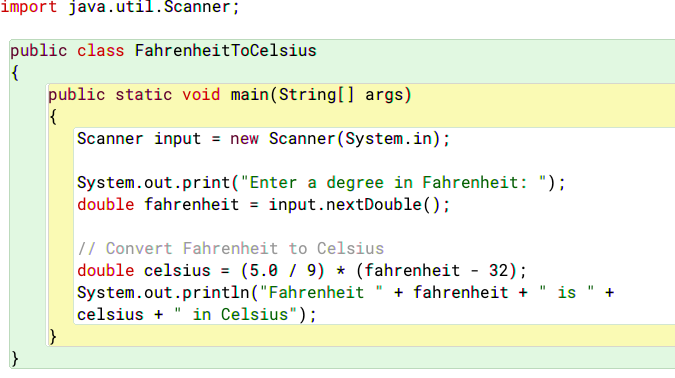 import java.util.Scanner;
public class FahrenheitToCelsius
{
public static void main(String[] args)
{
Scanner input = new Scanner(System.in);
System.out.print("Enter a degree in Fahrenheit: ");
double fahrenheit = input.nextDouble();
// Convert Fahrenheit to Celsius
double celsius = (5.0 / 9) * (fahrenheit - 32);
System.out.println("Fahrenheit " + fahrenheit + " is " +
celsius + " in Celsius");
}
}